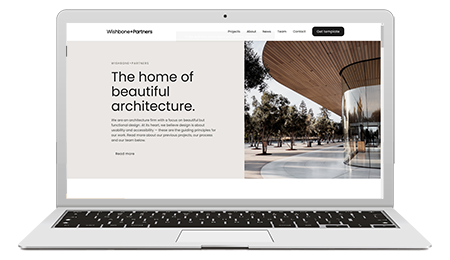 Wishbone+Partners
Projects About News Team Contact Get template
WISHBONE+PARTNERS
The home of
beautiful
architecture.
We are an architecture firm with a focus on beautiful but
functional design. At its heart, we believe design is about
usability and accessibility — these are the guiding principles for
our work. Read more about our previous projects, our process
and our team below.
Read more